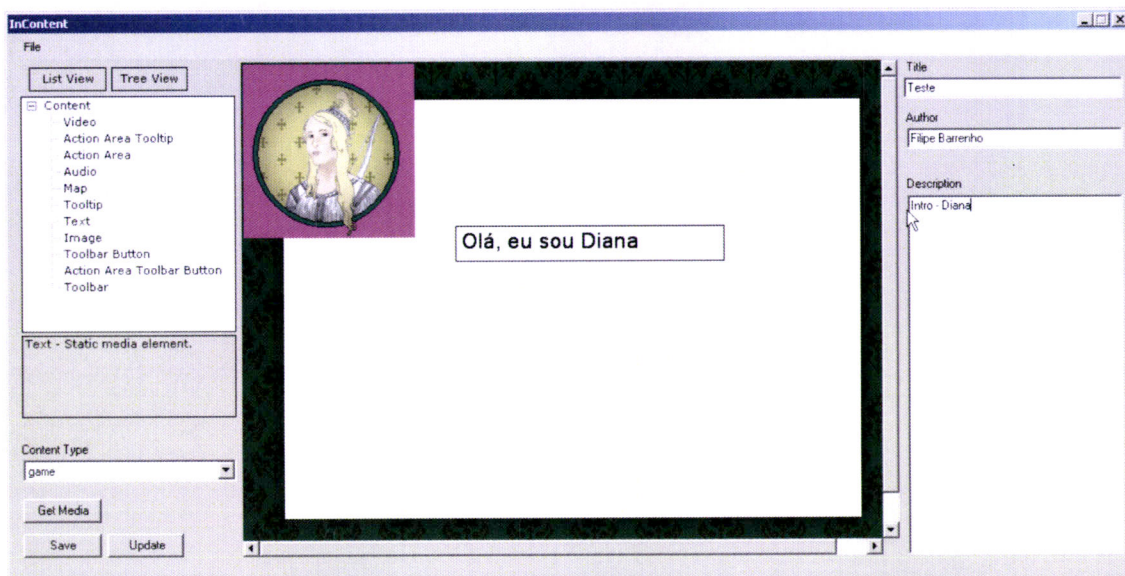 InContent
File
List View
Tree View
Content
Video
Action Area Tooltip
Action Area
Audio
Map
Tooltip
Text
Image
Toolbar Button
Action Area Toolbar Button
Toolbar
Text - Static media element.
Content Type
game
Get Media
Save
Update
Olá, eu sou Diana
Title
Teste
Author
Filipe Barrenho
Description
Intro - Diana